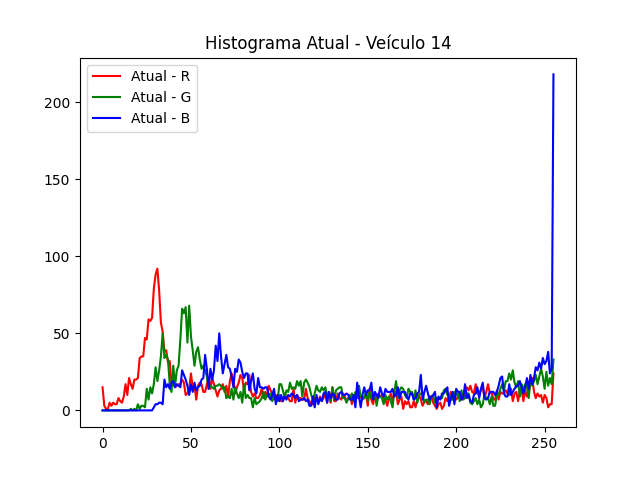 Histograma Atual - Veículo 14
Atual - R
Atual - G
Atual - B
200
150
100
50
0
0 50 100 150 200 250